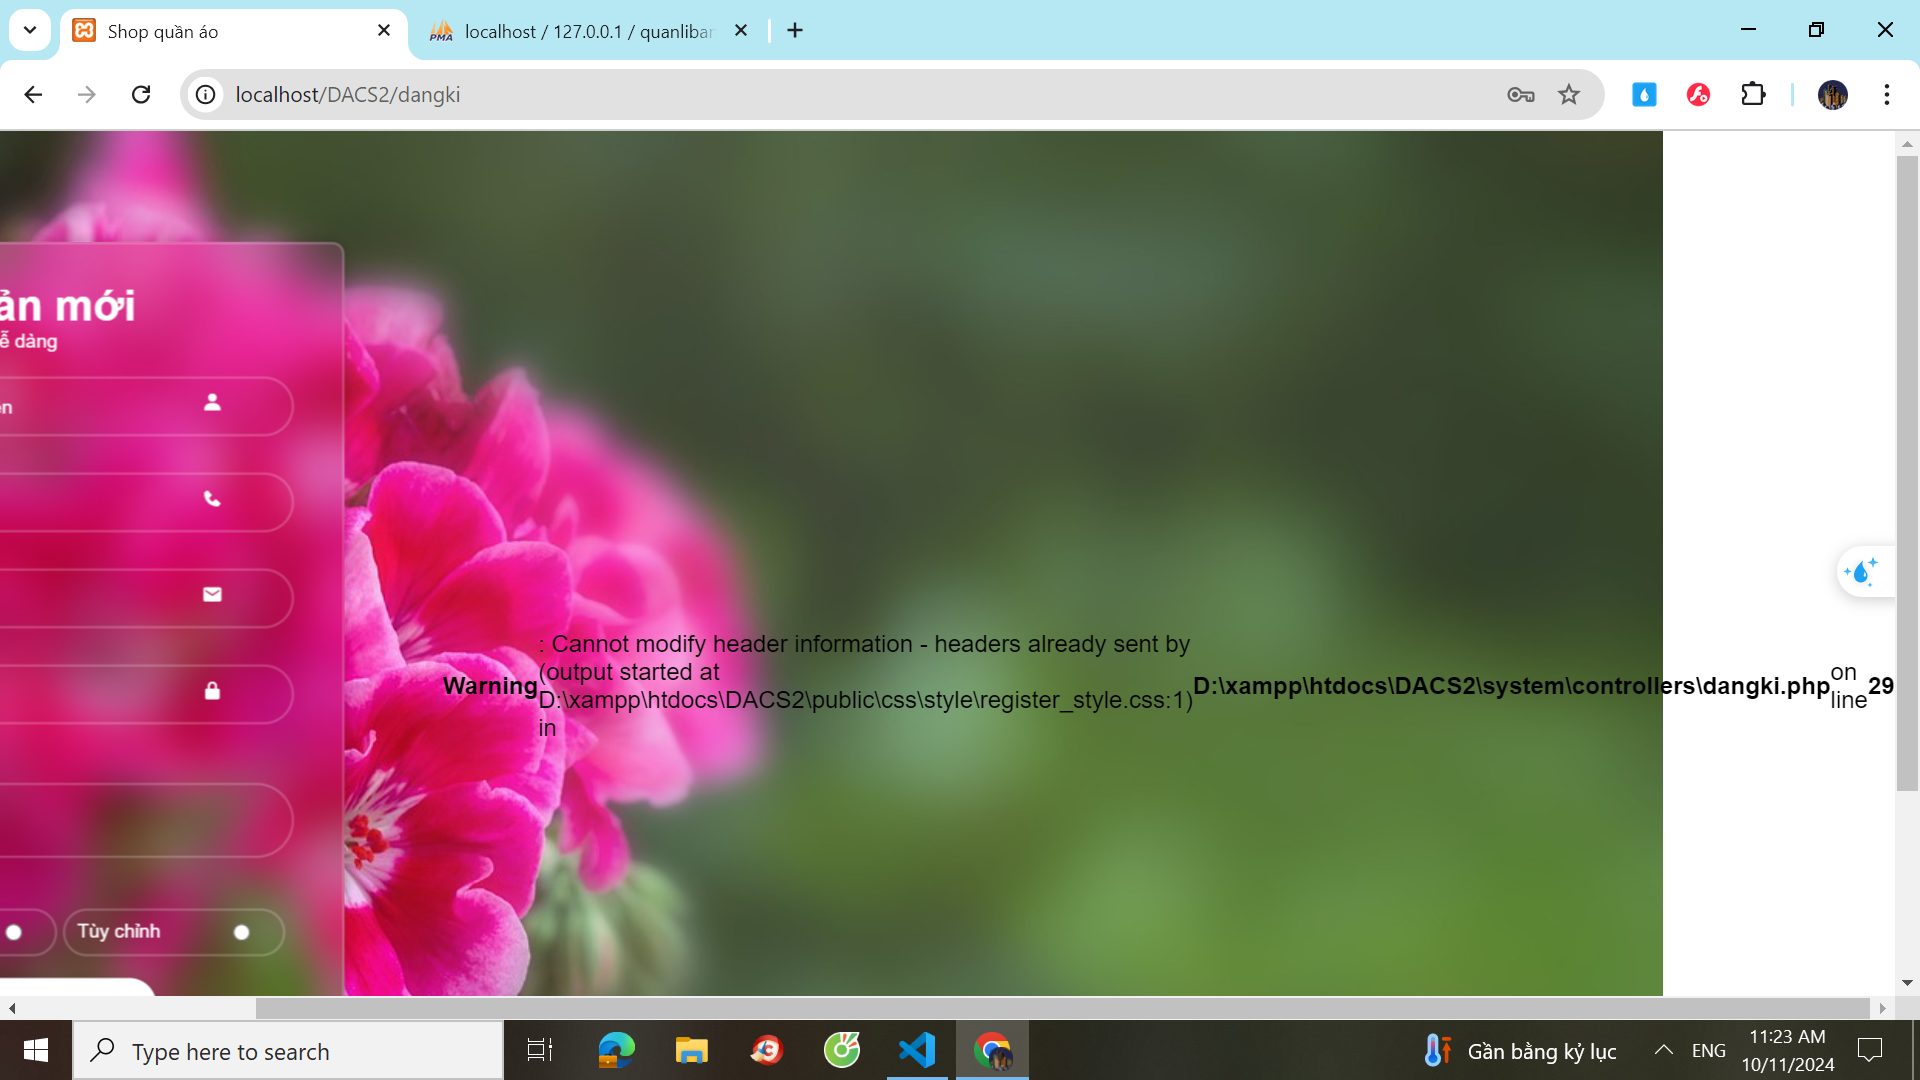 Shop quần áo
localhost / 127.0.0.1 / quanlibar
localhost/DACS2/dangki
ản mới
ễ dàng
ên
Warning
: Cannot modify header information - headers already sent by
(output started at
D:\xampp\htdocs\DACS2\public\css\style\register_style.css:1)
in
D:\xampp\htdocs\DACS2\system\controllers\dangki.php
on
line
29
Tùy chỉnh
Type here to search
Gần bằng kỷ lục
ENG
11:23 AM
10/11/2024